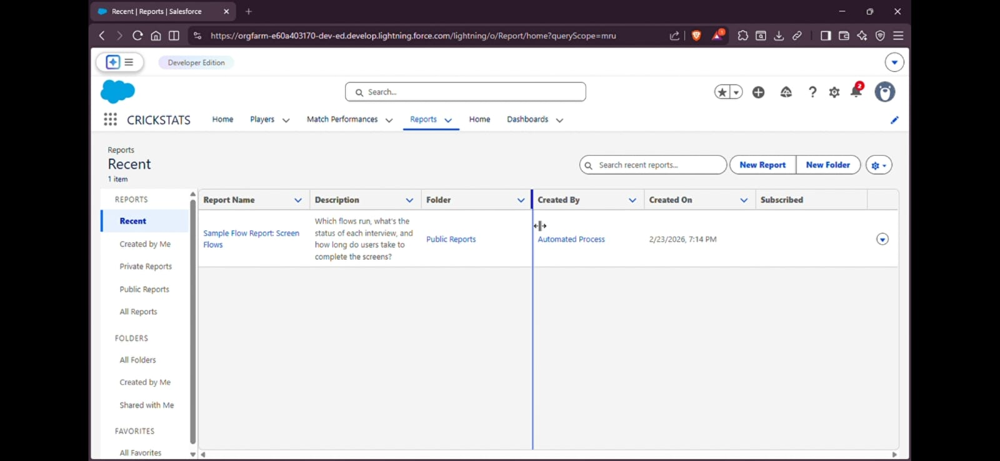 Recent | Reports | Salesforce
https://orgfarm-e60a403170-dev-ed.develop.lightning.force.com/lightning/o/Report/home?queryScope=mru
1
Developer Edition
Search...
2
CRICKSTATS
Home
Players
Match Performances
Reports
Home
Dashboards
Reports
Recent
1 item
Search recent reports...
New Report
New Folder
REPORTS
Recent
Created by Me
Private Reports
Public Reports
All Reports
FOLDERS
All Folders
Created by Me
Shared with Me
FAVORITES
All Favorites
Report Name
Description
Folder
Created By
Created On
Subscribed
Sample Flow Report: Screen
Flows
Which flows run, what's the
status of each interview, and
how long do users take to
complete the screens?
Public Reports
Automated Process
2/23/2026, 7:14 PM